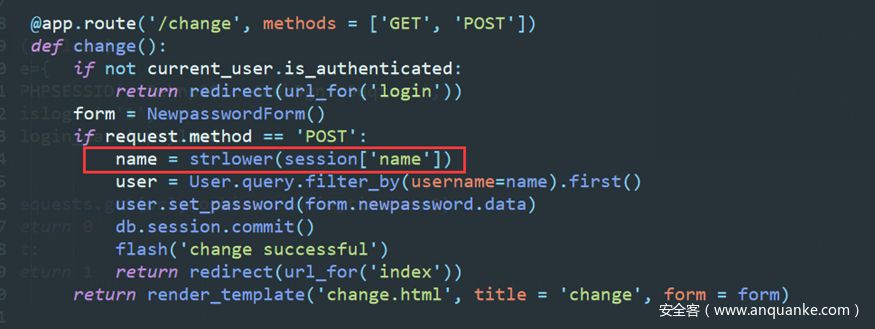 @app.route('/change', methods = ['GET', 'POST'])
def change():
    if not current_user.is_authenticated:
        return redirect(url_for('login'))
    form = NewpasswordForm()
    if request.method == 'POST':
        name = strlower(session['name'])
        user = User.query.filter_by(username=name).first()
        user.set_password(form.newpassword.data)
        db.session.commit()
        flash('change successful')
        return redirect(url_for('index'))
    return render_template('change.html', title = 'change', form = form)
安全客（www.anquanke.com）